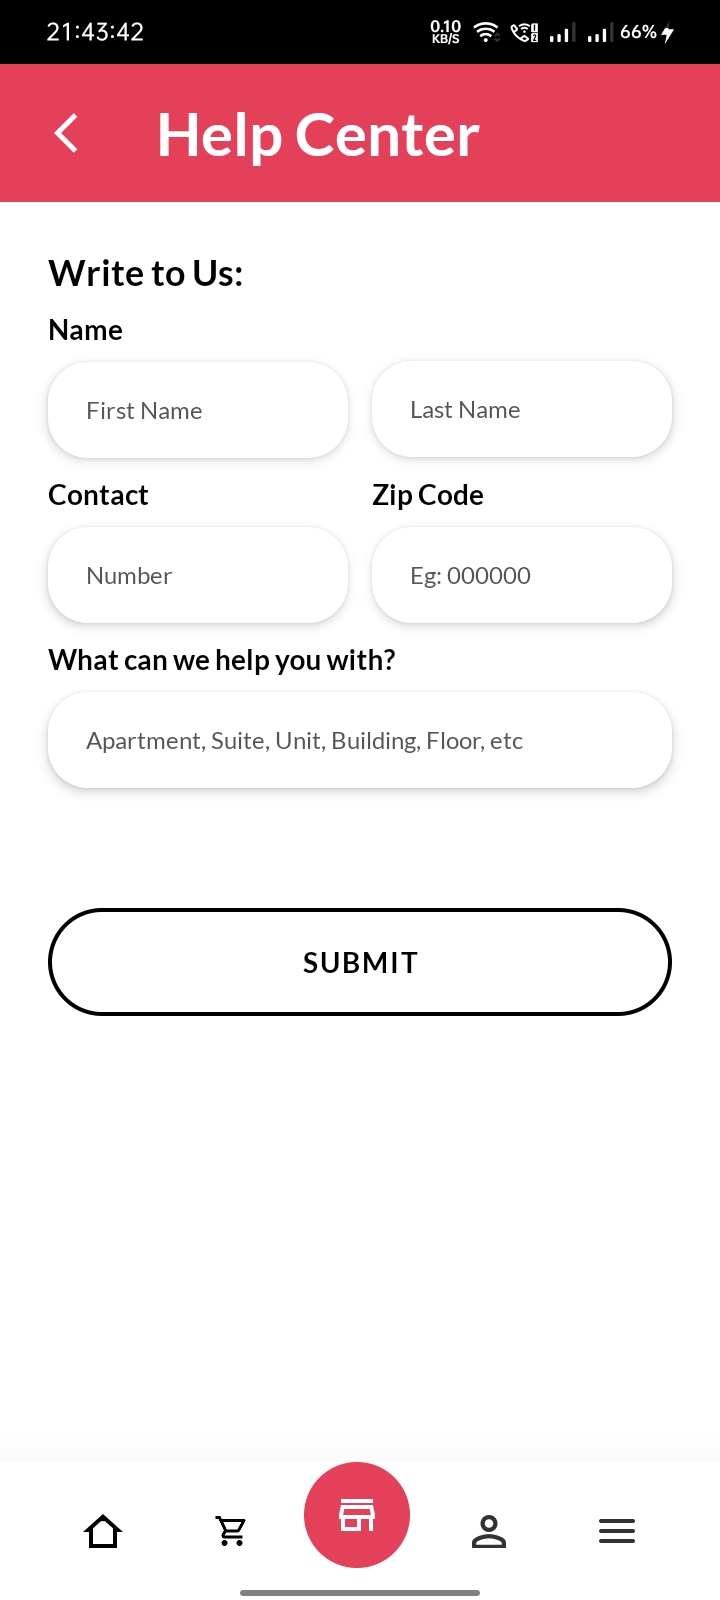 21:43:42 0.10 KB/S 66%
Help Center
Write to Us:
Name
First Name Last Name
Contact Zip Code
Number Eg: 000000
What can we help you with?
Apartment, Suite, Unit, Building, Floor, etc
SUBMIT